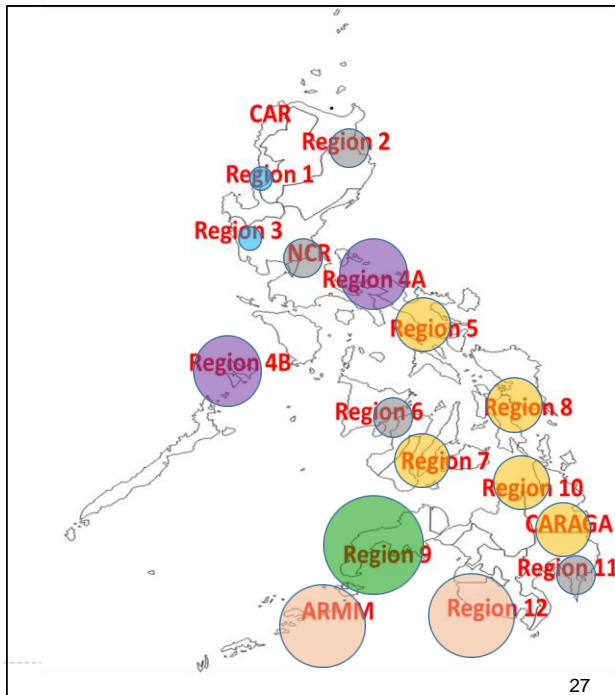 CAR
Region 2
Region 1
Region 3
NCR
Region 4A
Region 5
Region 4B
Region 6
Region 8
Region 7
Region 10
CARAGA
Region 9
Region 11
ARMM
Region 12
27